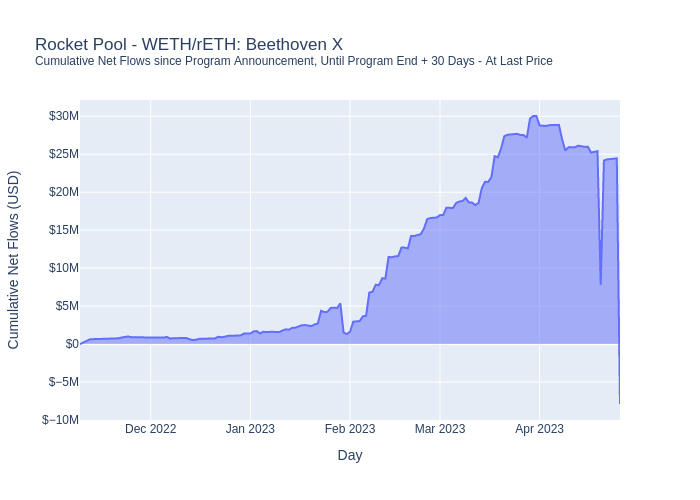 Rocket Pool - WETH/rETH: Beethoven X
Cumulative Net Flows since Program Announcement, Until Program End + 30 Days - At Last Price
Cumulative Net Flows (USD)
$30M
$25M
$20M
$15M
$10M
$5M
$0
$−5M
$−10M
Dec 2022
Jan 2023
Feb 2023
Mar 2023
Apr 2023
Day